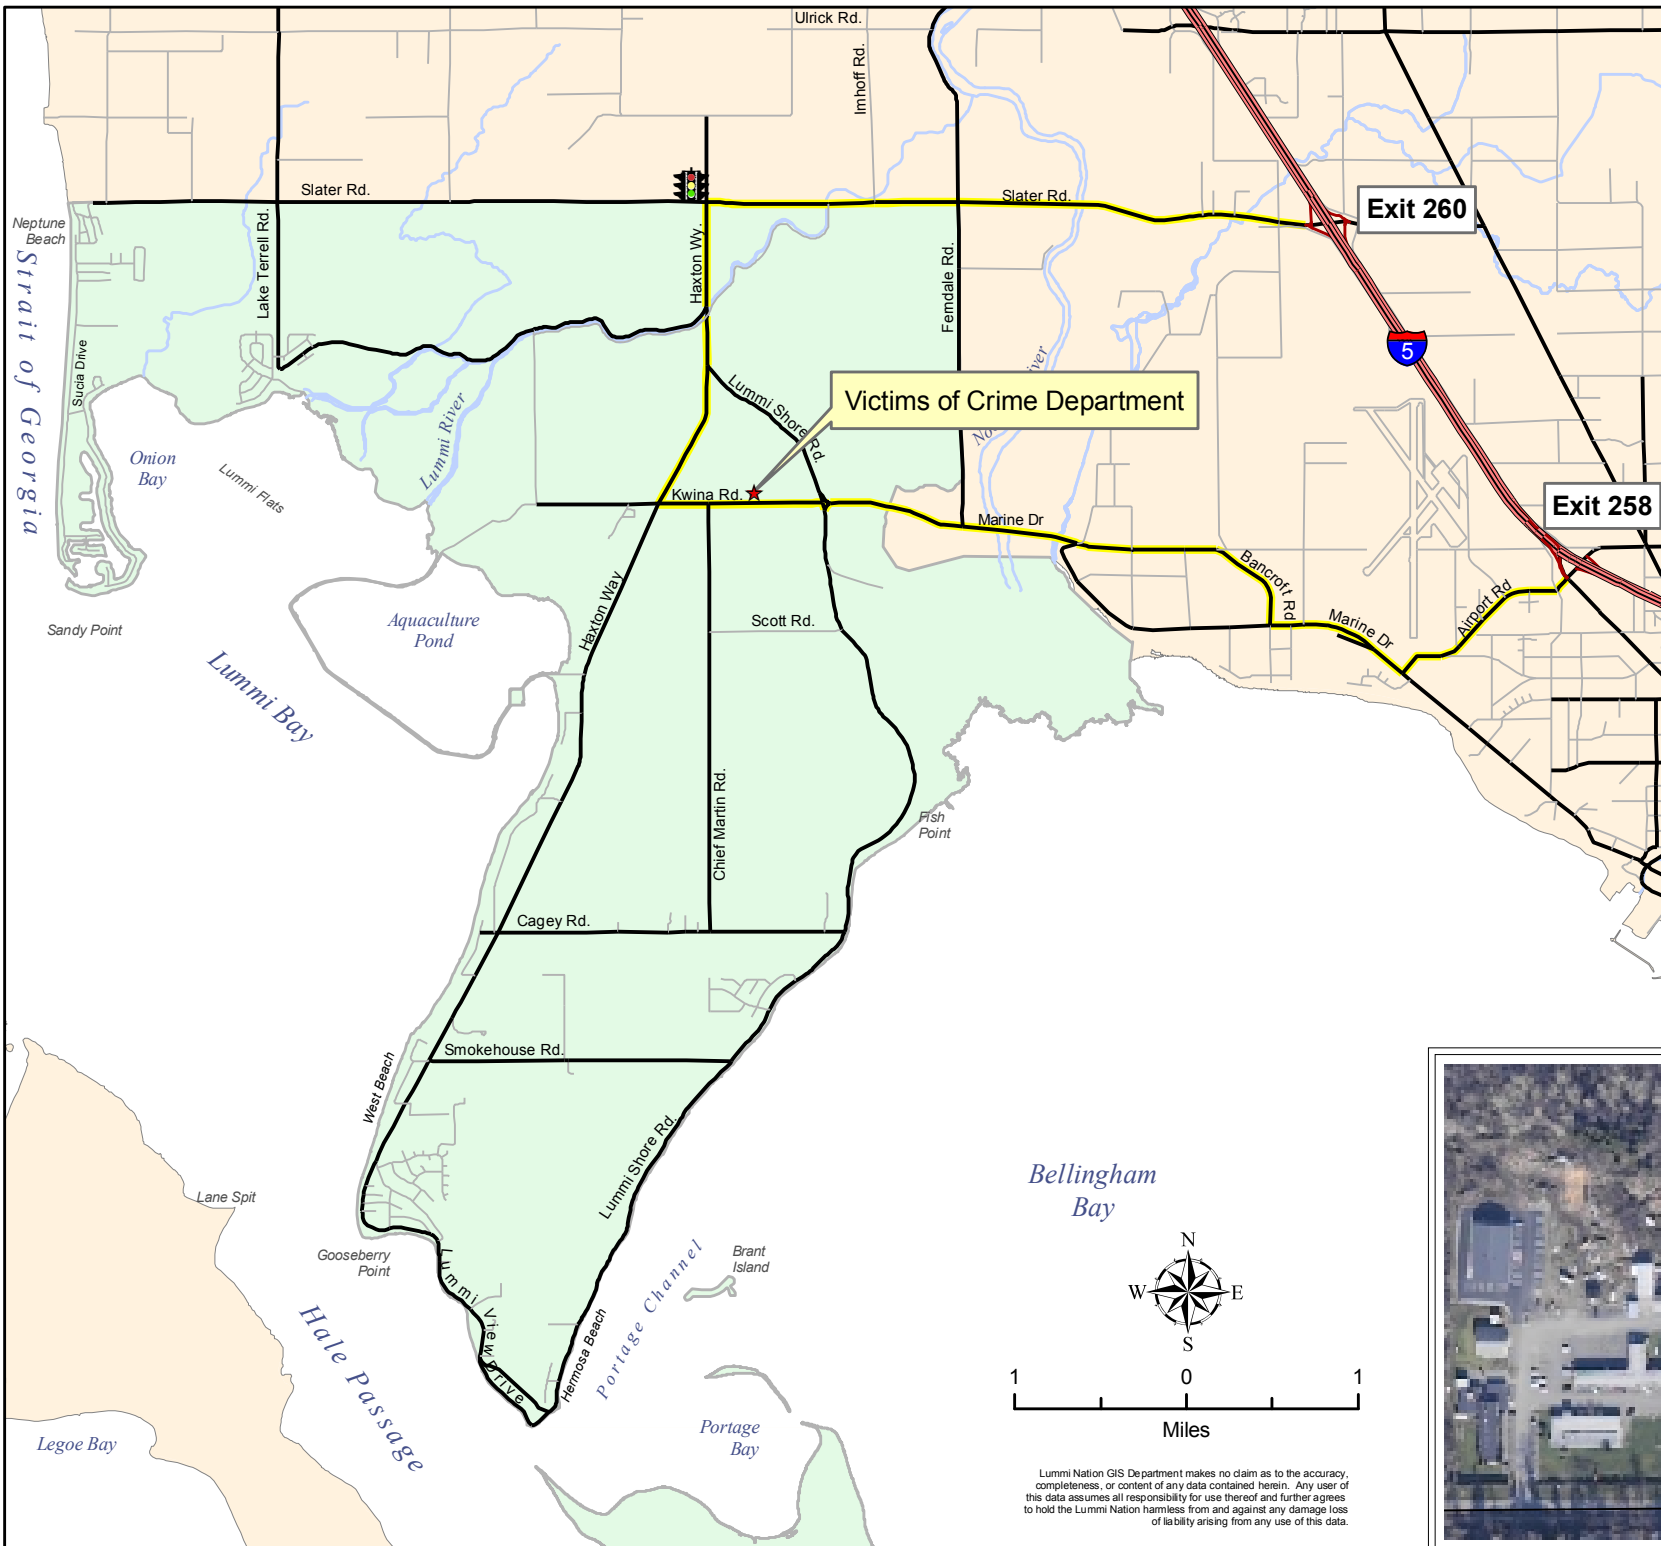 Ulrick Rd.
Imhoff Rd.
Slater Rd.
Slater Rd.
Exit 260
Neptune
Beach
Lake Terrell Rd.
Haxton Wy.
Ferndale Rd.
Strait of Georgia
Sucia Drive
5
Lummi Shore Rd.
Victims of Crime Department
Lummi River
Onion
Bay
Lummi Flats
Kwina Rd.
Marine Dr
Exit 258
Bancroft Rd
Airport Rd
Marine Dr
Haxton Way
Scott Rd.
Aquaculture
Pond
Sandy Point
Lummi Bay
Chief Martin Rd.
Fish
Point
Cagey Rd.
Smokehouse Rd.
West Beach
Lummi Shore Rd.
Lane Spit
Gooseberry
Point
Lummi View Drive
Hale Passage
Hermosa Beach
Portage Channel
Brant
Island
Bellingham
Bay
N
W
E
S
1 0 1
Miles
Portage
Bay
Legoe Bay
Lummi Nation GIS Department makes no claim as to the accuracy,
completeness, or content of any data contained herein. Any user of
this data assumes all responsibility for use thereof and further agrees
to hold the Lummi Nation harmless from and against any damage loss
of liability arising from any use of this data.